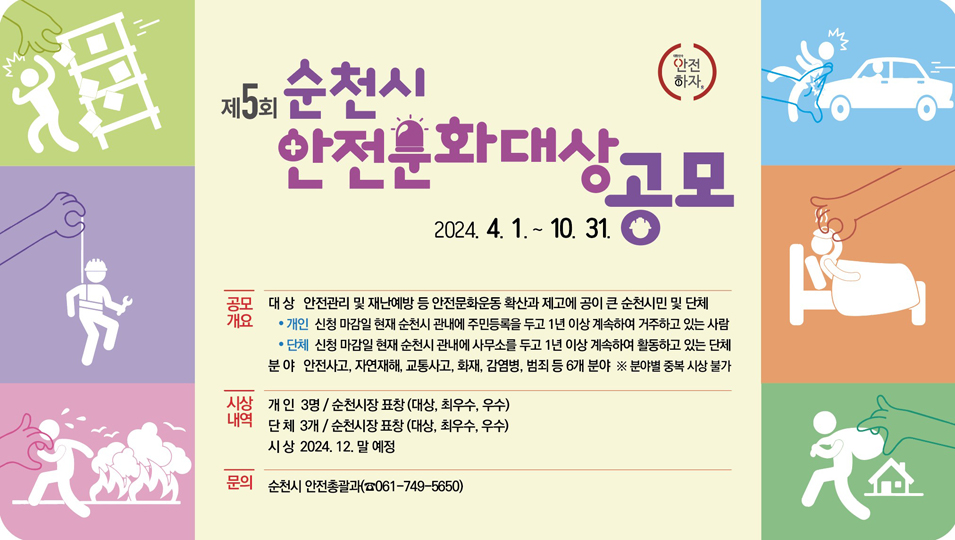 제5회 순천시
안전문화대상공모
2024. 4. 1. ~ 10. 31.
안전
하자
공모
개요
대 상 안전관리 및 재난예방 등 안전문화운동 확산과 제고에 공이 큰 순천시민 및 단체
• 개인 신청 마감일 현재 순천시 관내에 주민등록을 두고 1년 이상 계속하여 거주하고 있는 사람
• 단체 신청 마감일 현재 순천시 관내에 사무소를 두고 1년 이상 계속하여 활동하고 있는 단체
분 야 안전사고, 자연재해, 교통사고, 화재, 감염병, 범죄 등 6개 분야 ※ 분야별 중복 시상 불가
시상
내역
개 인 3명 / 순천시장 표창 (대상, 최우수, 우수)
단 체 3개 / 순천시장 표창 (대상, 최우수, 우수)
시 상 2024. 12. 말 예정
문의
순천시 안전총괄과(☎061-749-5650)